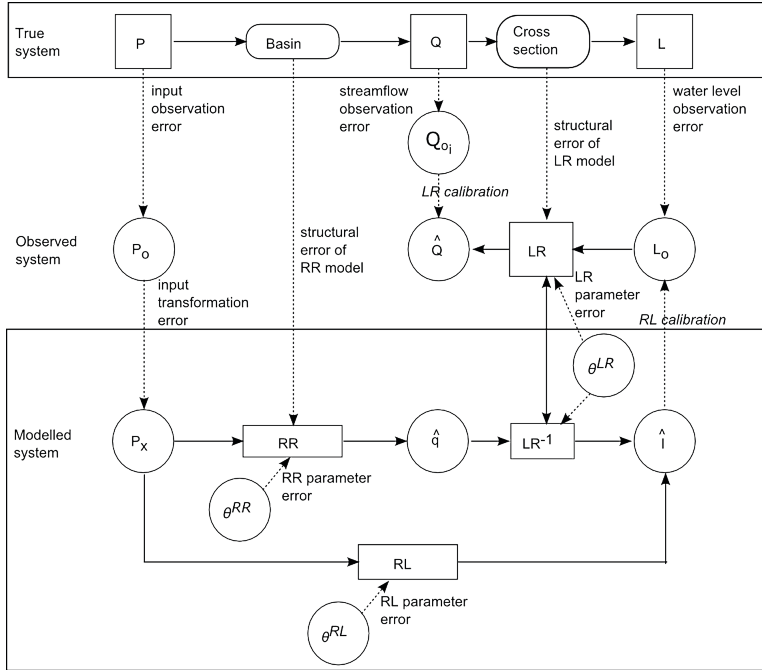 True
system
P
Basin
Q
Cross
section
L
input
observation
error
streamflow
observation
error
structural
error of
LR model
water level
observation
error
Qoi
LR calibration
structural
error of
RR model
Observed
system
Po
Q̂
LR
Lo
input
transformation
error
LR
parameter
error
RL calibration
θLR
Modelled
system
Px
RR
q̂
LR-1
l̂
θRR
RR parameter
error
RL
θRL
RL parameter
error